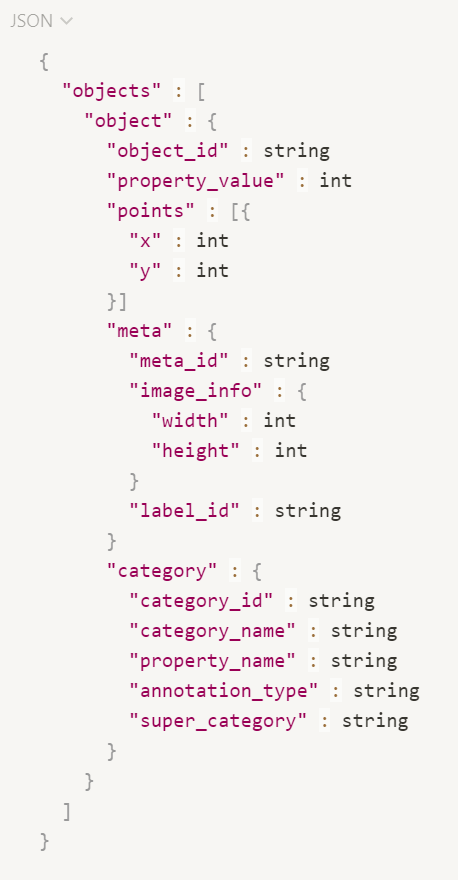 JSON
{
"objects" : [
"object" : {
"object_id" : string
"property_value" : int
"points" : [{
"x" : int
"y" : int
}]
"meta" : {
"meta_id" : string
"image_info" : {
"width" : int
"height" : int
}
"label_id" : string
}
"category" : {
"category_id" : string
"category_name" : string
"property_name" : string
"annotation_type" : string
"super_category" : string
}
}
]
}